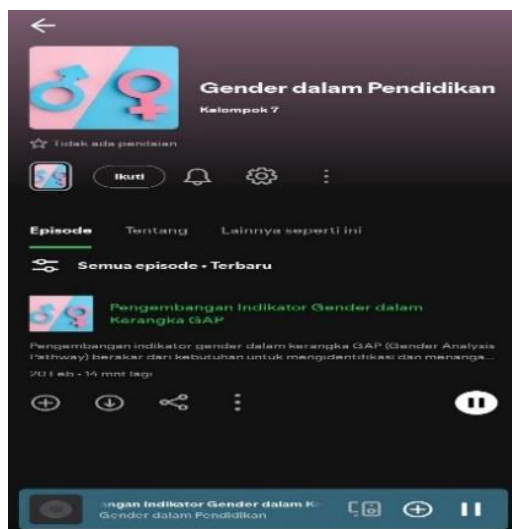 Gender dalam Pendidikan
Kelompok 7
Tidak ada penilaian
Ikuti
Episode Tentang Lainnya seperti ini
Semua episode • Terbaru
Pengembangan Indikator Gender dalam
Kerangka GAP
Pengembangan indikator gender dalam kerangka GAP (Gender Analysis
Pathway) berakar dari kebutuhan untuk mengidentifikasi dan menanga...
20 Feb • 14 mnt lagi
ngan Indikator Gender dalam K
Gender dalam Pendidikan